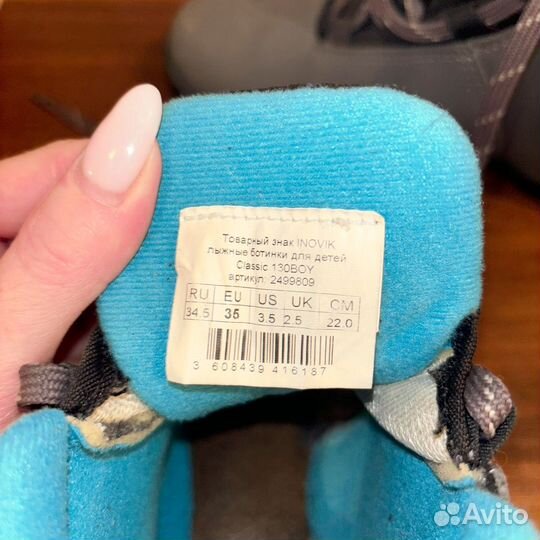 Товарный знак INOVIK
лыжные ботинки для детей
Classic 130BOY
артикул: 2499809
RU EU US UK CM
34.5 35 3.5 2.5 22.0
3 608439 416187
Avito